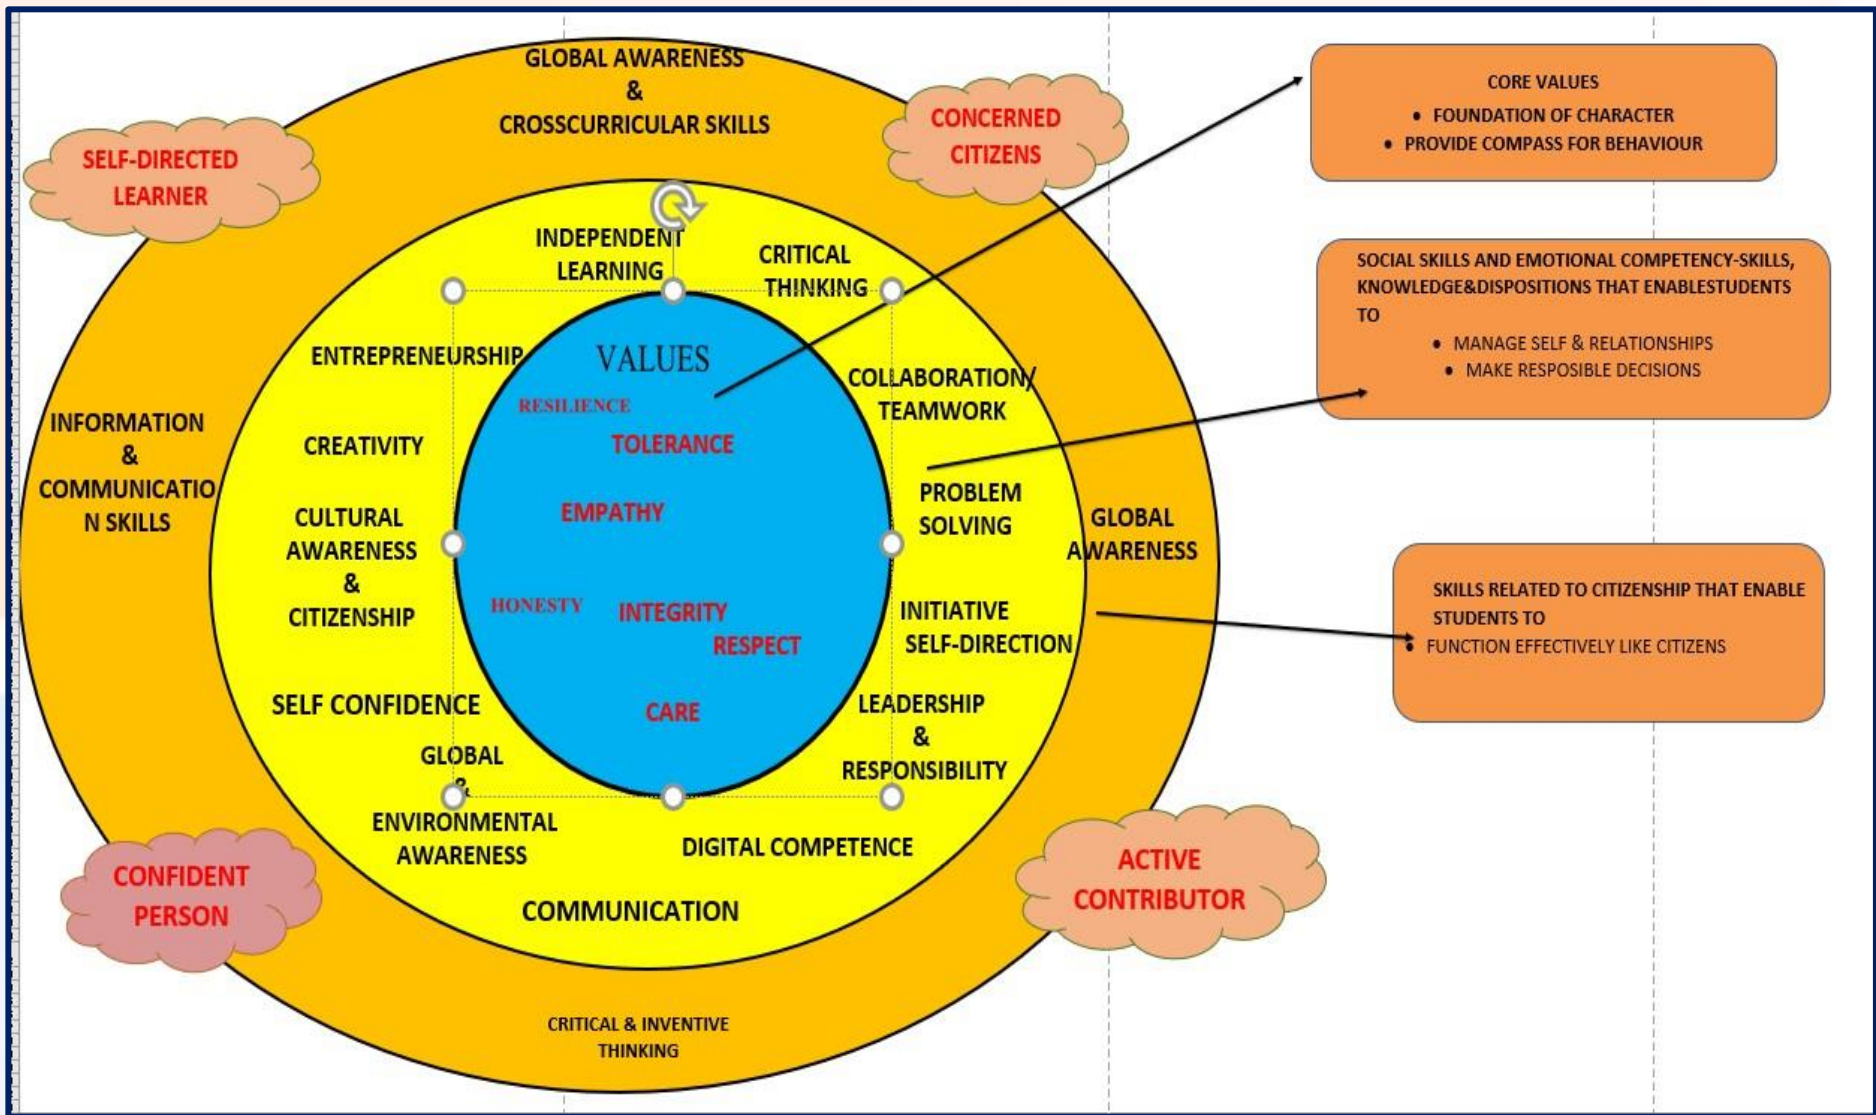 GLOBAL AWARENESS
&
CROSSCURRICULAR SKILLS
CONCERNED
CITIZENS
SELF-DIRECTED
LEARNER
INFORMATION
&
COMMUNICATIO
N SKILLS
GLOBAL
AWARENESS
CONFIDENT
PERSON
ACTIVE
CONTRIBUTOR
CRITICAL & INVENTIVE
THINKING
INDEPENDENT
LEARNING
CRITICAL
THINKING
ENTREPRENEURSHIP
COLLABORATION/
TEAMWORK
CREATIVITY
PROBLEM
SOLVING
CULTURAL
AWARENESS
&
CITIZENSHIP
INITIATIVE
SELF-DIRECTION
SELF CONFIDENCE
LEADERSHIP
&
RESPONSIBILITY
GLOBAL
&
ENVIRONMENTAL
AWARENESS
DIGITAL COMPETENCE
COMMUNICATION
VALUES
RESILIENCE
TOLERANCE
EMPATHY
HONESTY
INTEGRITY
RESPECT
CARE
CORE VALUES
• FOUNDATION OF CHARACTER
• PROVIDE COMPASS FOR BEHAVIOUR
SOCIAL SKILLS AND EMOTIONAL COMPETENCY-SKILLS,
KNOWLEDGE&DISPOSITIONS THAT ENABLESTUDENTS
TO
• MANAGE SELF & RELATIONSHIPS
• MAKE RESPOSIBLE DECISIONS
SKILLS RELATED TO CITIZENSHIP THAT ENABLE
STUDENTS TO
• FUNCTION EFFECTIVELY LIKE CITIZENS